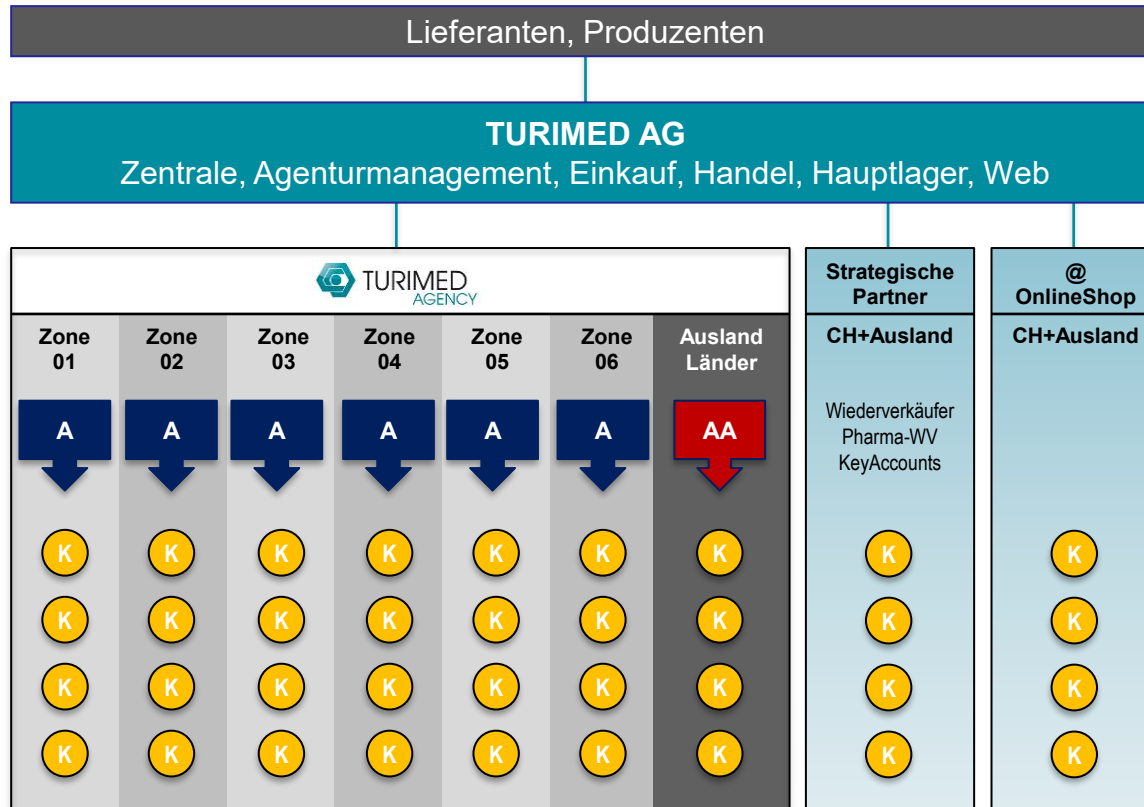 Lieferanten, Produzenten
TURIMED AG
Zentrale, Agenturmanagement, Einkauf, Handel, Hauptlager, Web
TURIMED
AGENCY
Strategische
Partner
@
OnlineShop
Zone
01
Zone
02
Zone
03
Zone
04
Zone
05
Zone
06
Ausland
Länder
CH+Ausland
CH+Ausland
A
A
A
A
A
A
AA
Wiederverkäufer
Pharma-WV
KeyAccounts
K K K K K K K K K
K K K K K K K K K
K K K K K K K K K
K K K K K K K K K